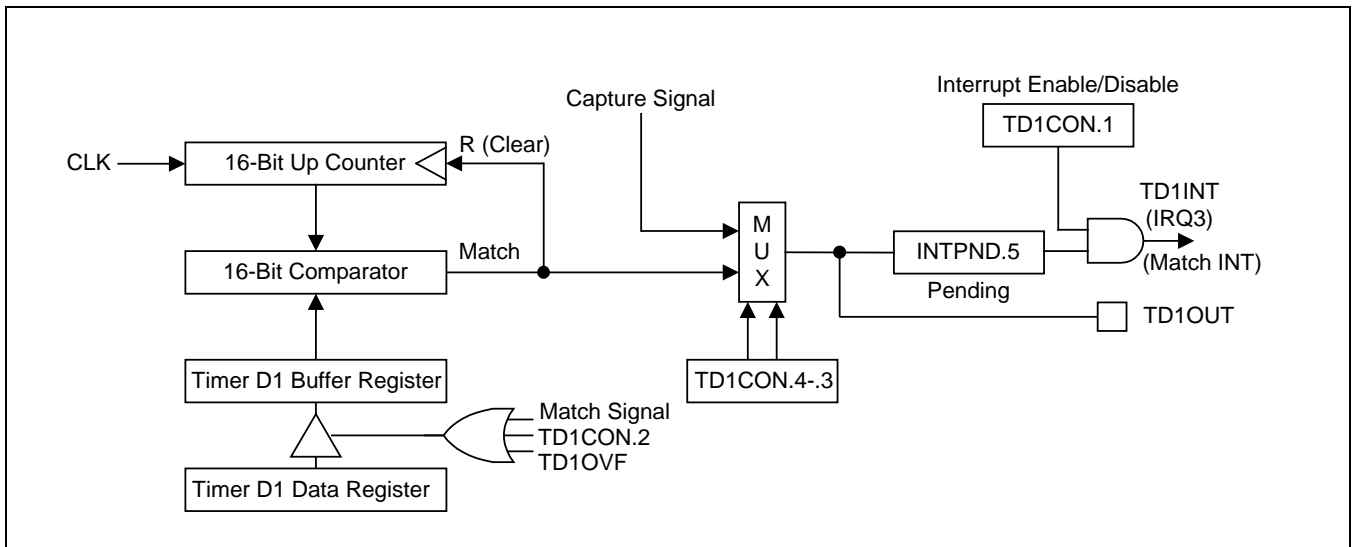 Interrupt Enable/Disable
Capture Signal
TD1CON.1
R (Clear)
CLK
16-Bit Up Counter
TD1INT
(IRQ3)
M
U
X
Match
16-Bit Comparator
INTPND.5
(Match INT)
Pending
TD1OUT
Timer D1 Buffer Register
TD1CON.4-.3
Match Signal
TD1CON.2
TD1OVF
Timer D1 Data Register